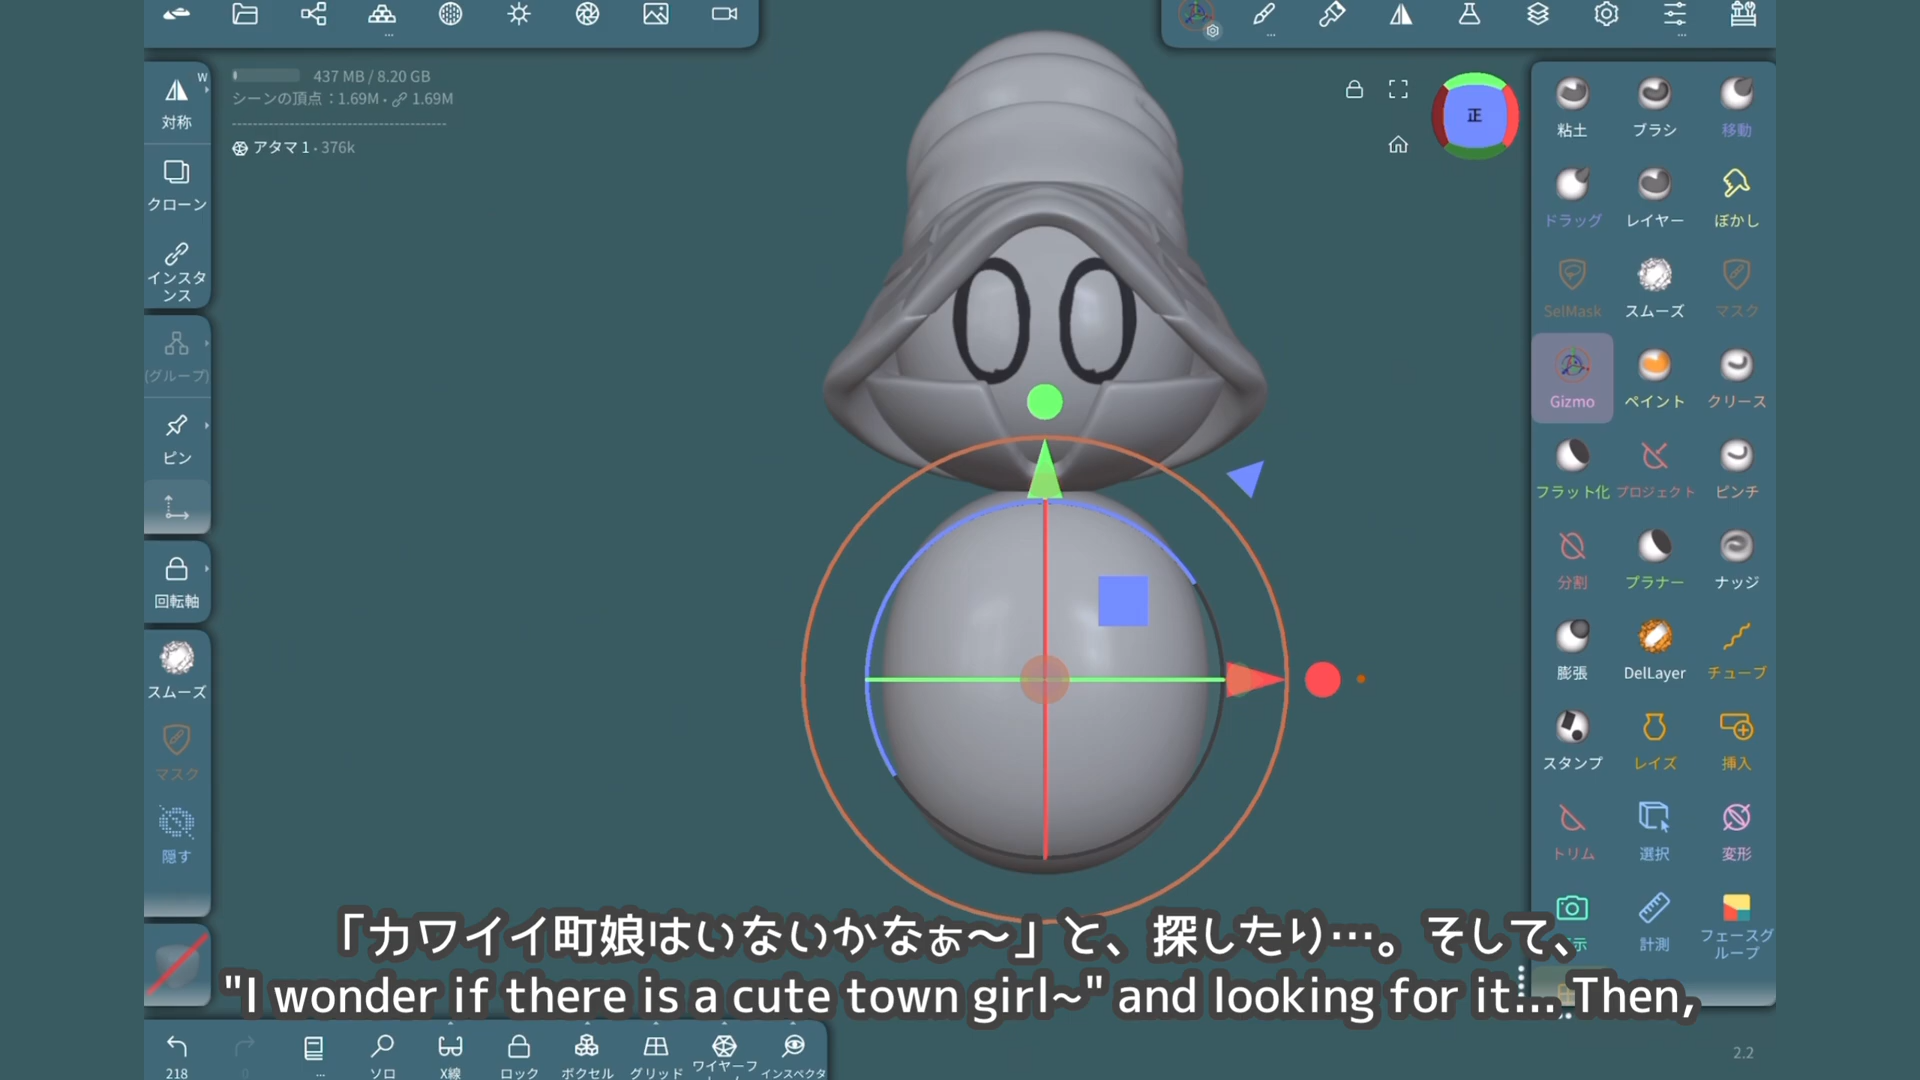 437 MB / 8.20 GB
シーンの頂点：1.69M • 1.69M
アタマ 1 • 376k
W
対称
クローン
インスタ
ンス
(グループ)
ピン
回転軸
スムーズ
マスク
隠す
正
粘土
ブラシ
移動
ドラッグ
レイヤー
ぼかし
SelMask
スムーズ
マスク
Gizmo
ペイント
クリース
フラット化
プロジェクト
ピンチ
分割
プラナー
ナッジ
膨張
DelLayer
チューブ
スタンプ
レイズ
挿入
トリム
選択
変形
示
計測
フェースグ
ループ
「カワイイ町娘はいないかなぁ〜」と、探したり…。そして、
"I wonder if there is a cute town girl~" and looking for it... Then,
218
0
...
ソロ
X線
ロック
ボクセル
グリッド
ワイヤーフ
インスペクタ
2.2